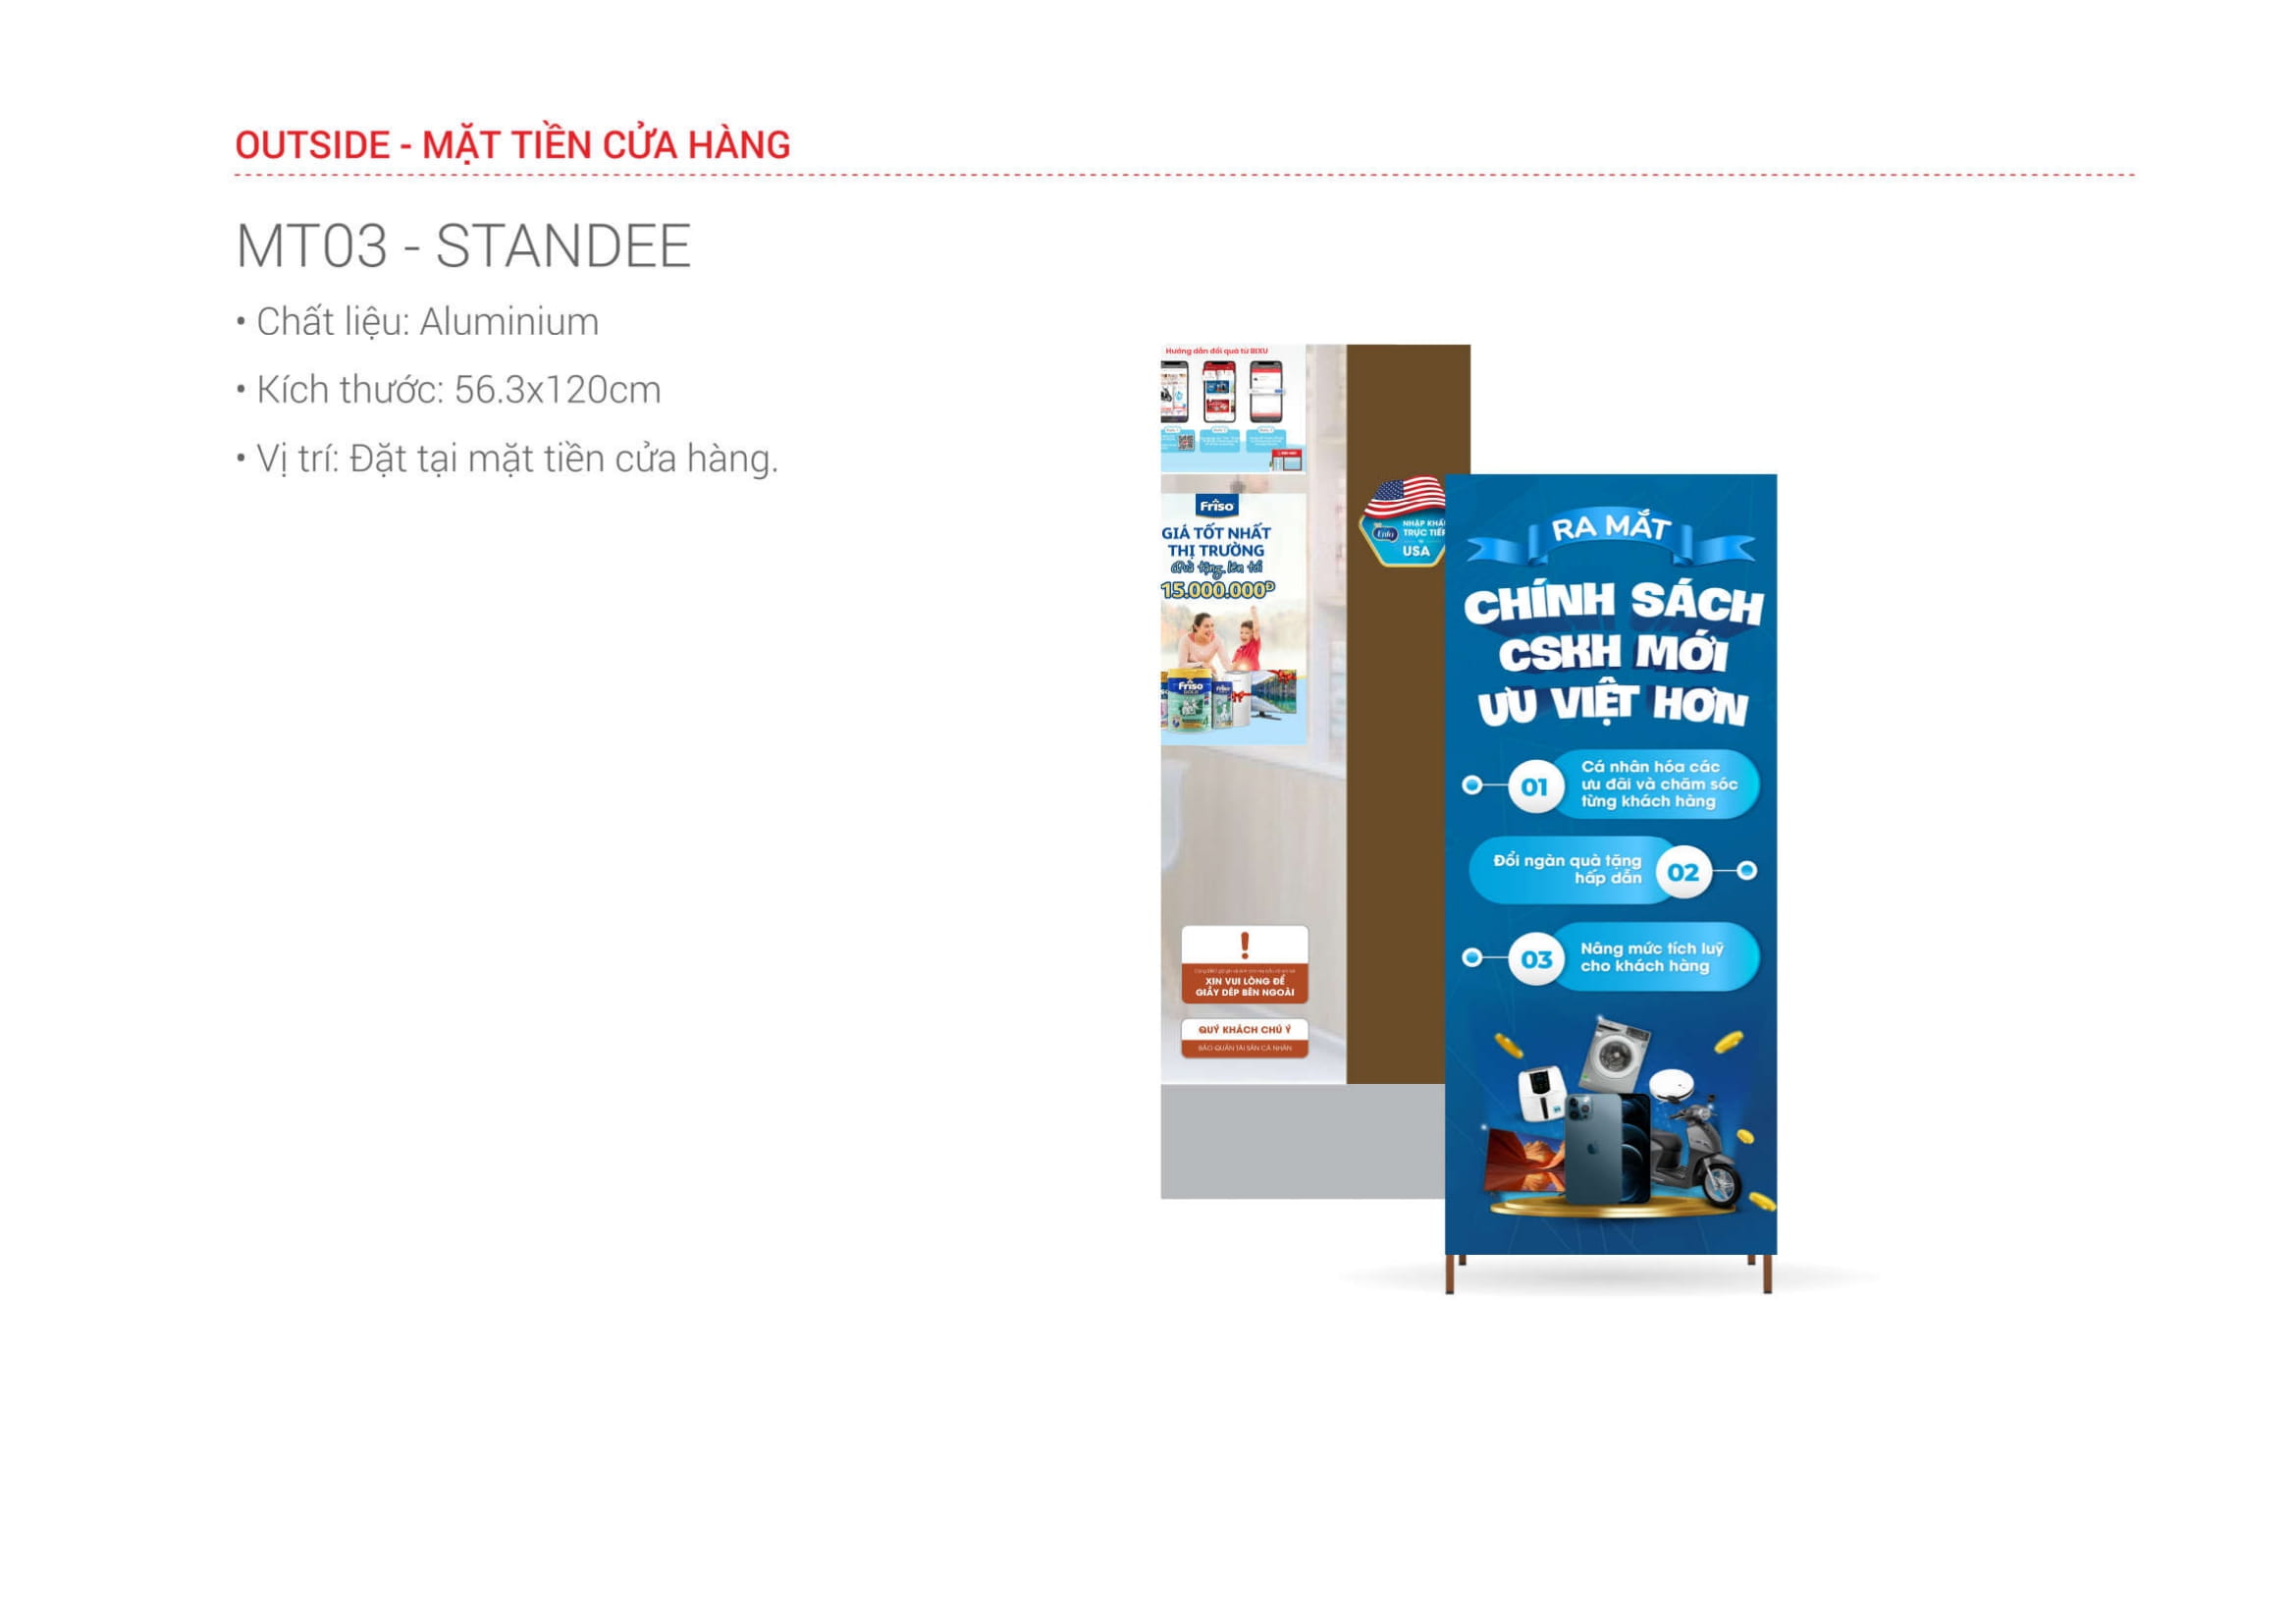 OUTSIDE - MẶT TIỀN CỬA HÀNG
MT03 - STANDEE
• Chất liệu: Aluminium
• Kích thước: 56.3x120cm
• Vị trí: Đặt tại mặt tiền cửa hàng.
Hướng dẫn đổi quà từ BIXU
Friso
GIÁ TỐT NHẤT
THỊ TRƯỜNG
Quà tặng lên tới
15.000.000Đ
Friso
XIN VUI LÒNG ĐỂ
GIẦY DÉP BÊN NGOÀI
QUÝ KHÁCH CHÚ Ý
BẢO QUẢN TÀI SẢN CÁ NHÂN
Enfa
NHẬP KHẨ
TRỰC TIẾ
USA
RA MẮT
CHÍNH SÁCH
CSKH MỚI
ƯU VIỆT HƠN
01
Cá nhân hóa các
ưu đãi và chăm sóc
từng khách hàng
Đổi ngàn quà tặng
hấp dẫn
02
03
Nâng mức tích luỹ
cho khách hàng